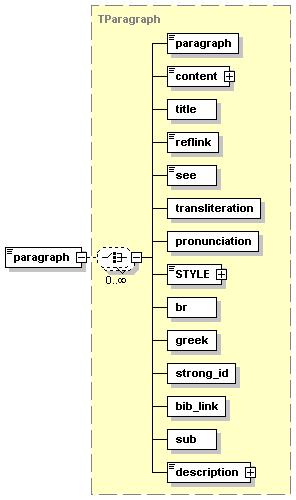 TParagraph
paragraph
content
title
reflink
see
transliteration
pronunciation
paragraph
0..∞
STYLE
br
greek
strong_id
bib_link
sub
description